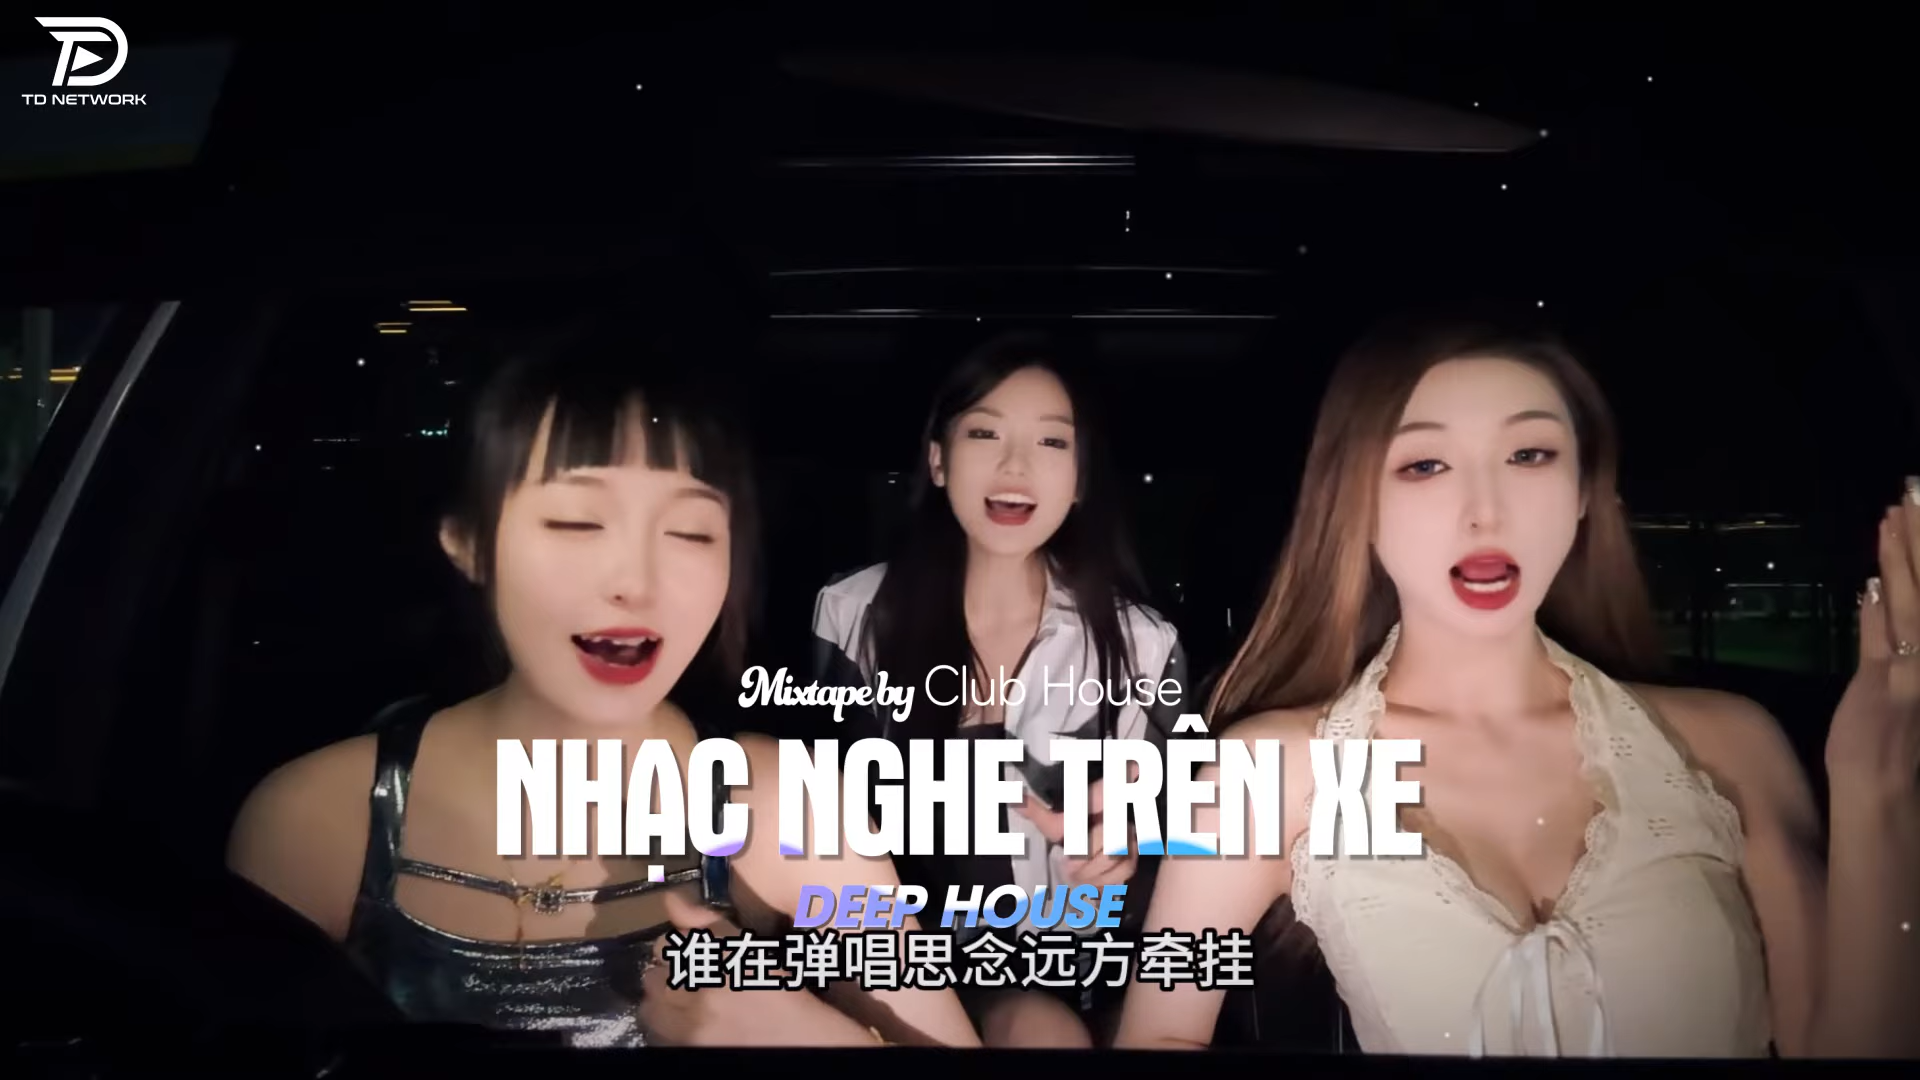 TD NETWORK
Mixtape by Club House
NHẠC NGHE TRÊN XE
DEEP HOUSE
谁在弹唱思念远方牵挂